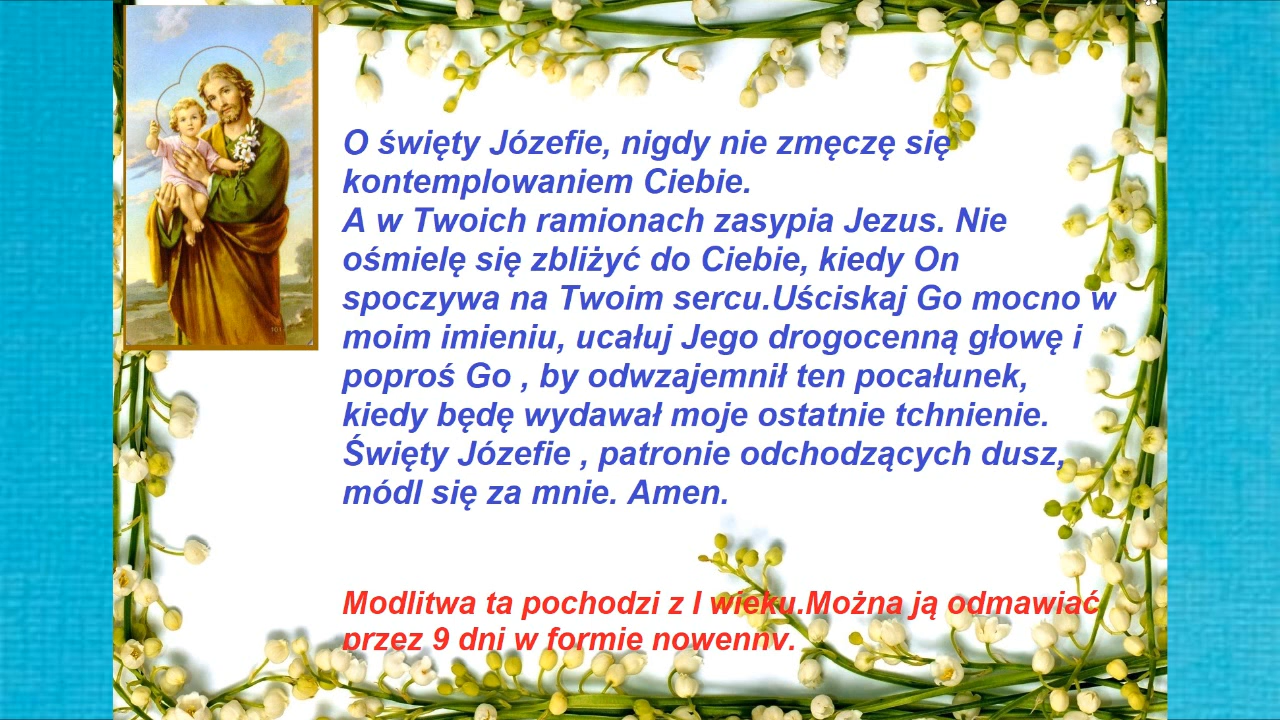 O święty Józefie, nigdy nie zmęczę się
kontemplowaniem Ciebie.
A w Twoich ramionach zasypia Jezus. Nie
ośmielę się zbliżyć do Ciebie, kiedy On
spoczywa na Twoim sercu.Uściskaj Go mocno w
moim imieniu, ucałuj Jego drogocenną głowę i
poproś Go , by odwzajemnił ten pocałunek,
kiedy będę wydawał moje ostatnie tchnienie.
Święty Józefie , patronie odchodzących dusz,
módl się za mnie. Amen.
Modlitwa ta pochodzi z I wieku.Można ją odmawiać
przez 9 dni w formie nowenny.